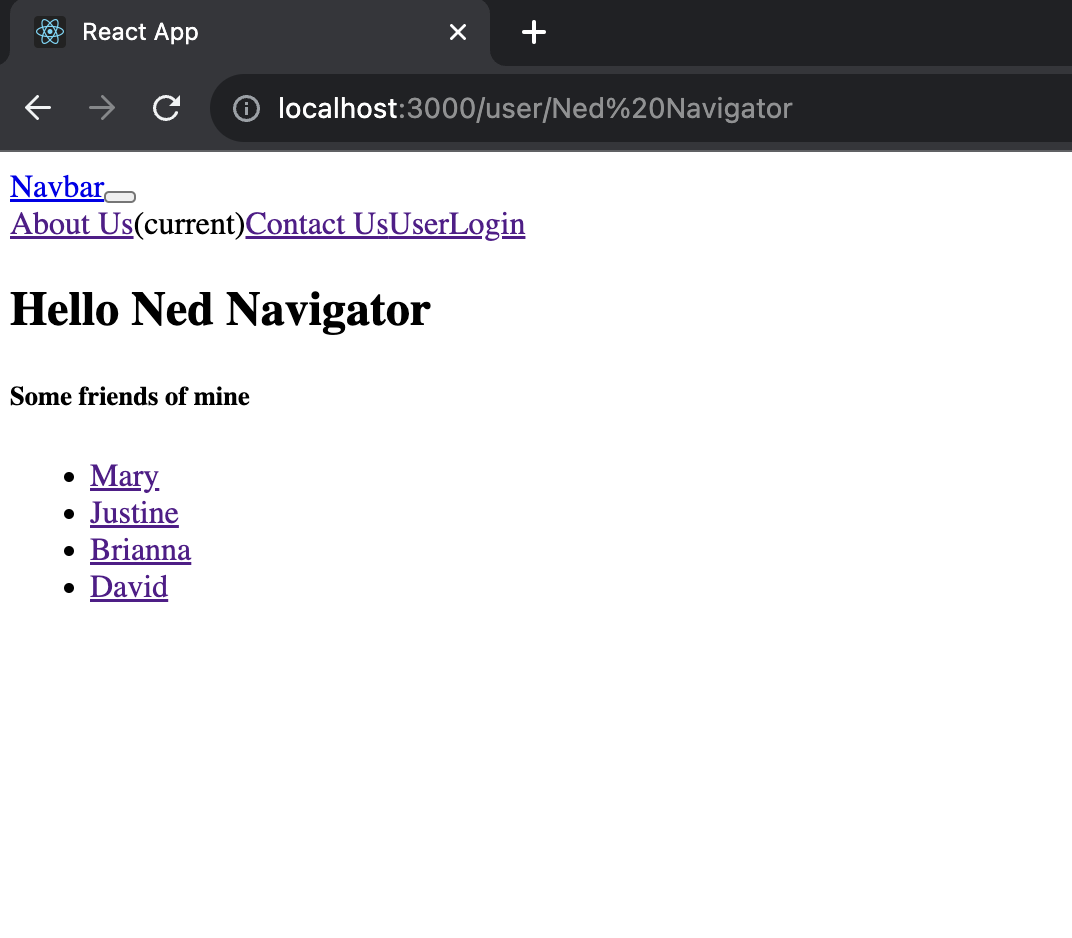 React App
localhost:3000/user/Ned%20Navigator
Navbar
About Us(current)Contact UsUserLogin
Hello Ned Navigator
Some friends of mine
Mary
Justine
Brianna
David